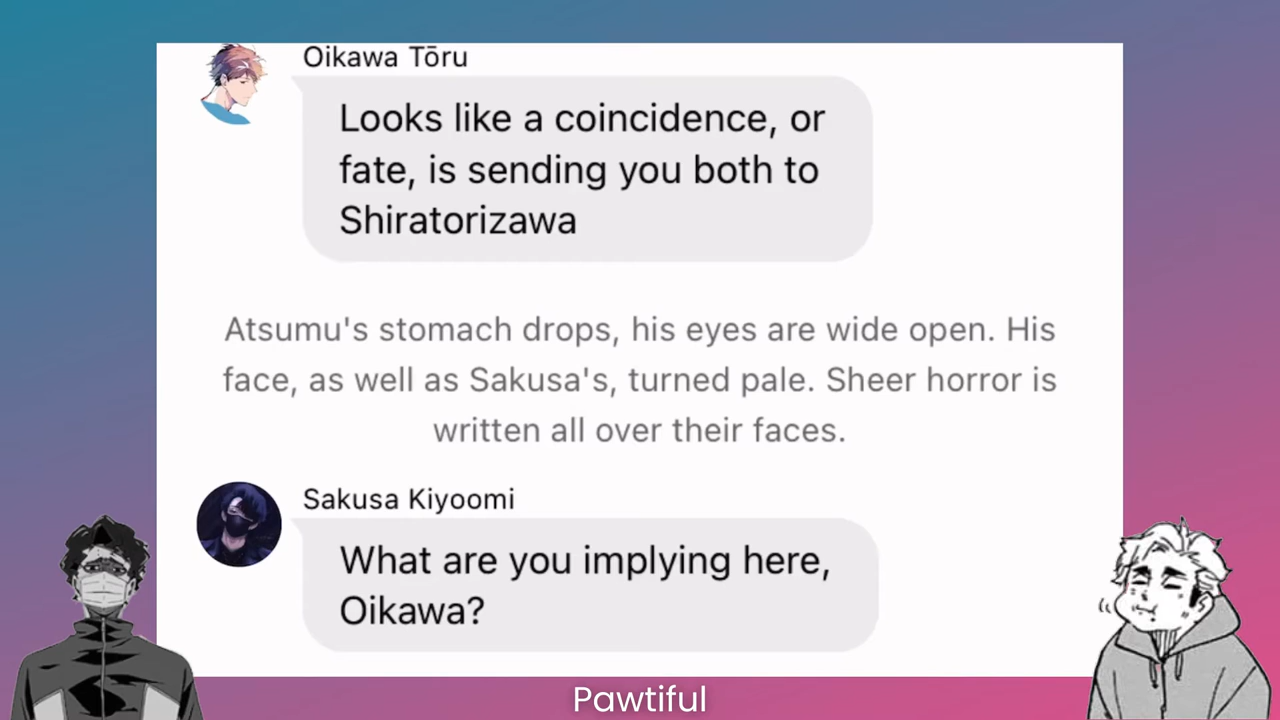 Oikawa Tōru
Looks like a coincidence, or
fate, is sending you both to
Shiratorizawa
Atsumu's stomach drops, his eyes are wide open. His
face, as well as Sakusa's, turned pale. Sheer horror is
written all over their faces.
Sakusa Kiyoomi
What are you implying here,
Oikawa?
Pawtiful